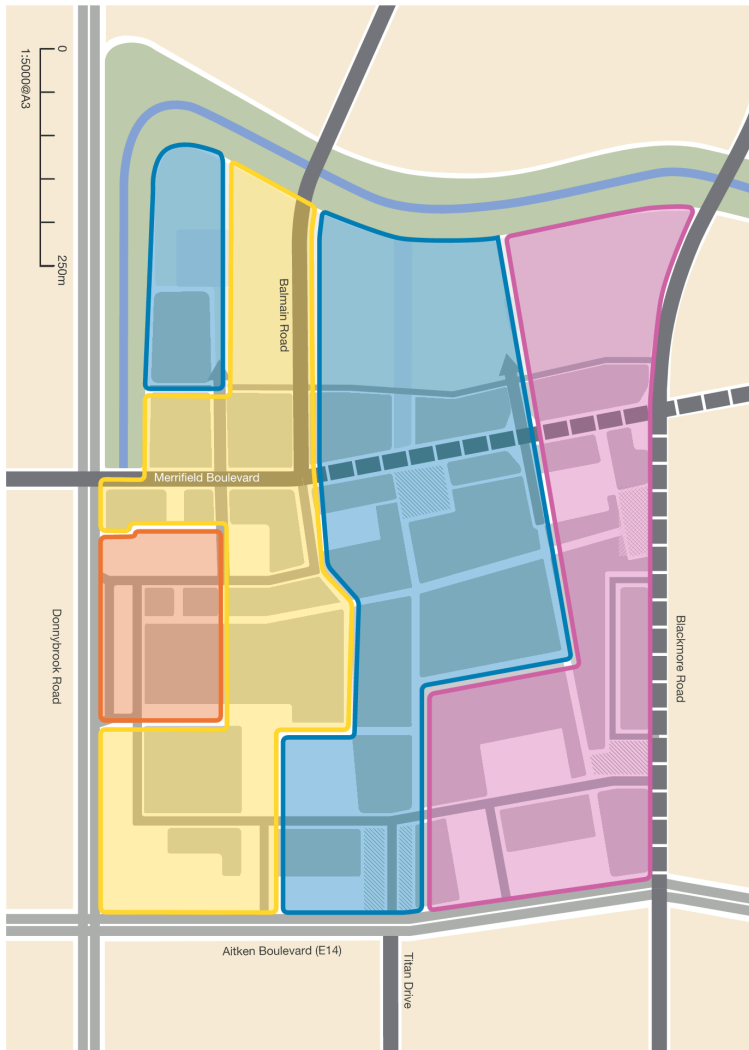 0
250m
1:5000@A3
Balmain Road
Merrifield Boulevard
Donnybrook Road
Blackmore Road
Aitken Boulevard (E14)
Titan Drive